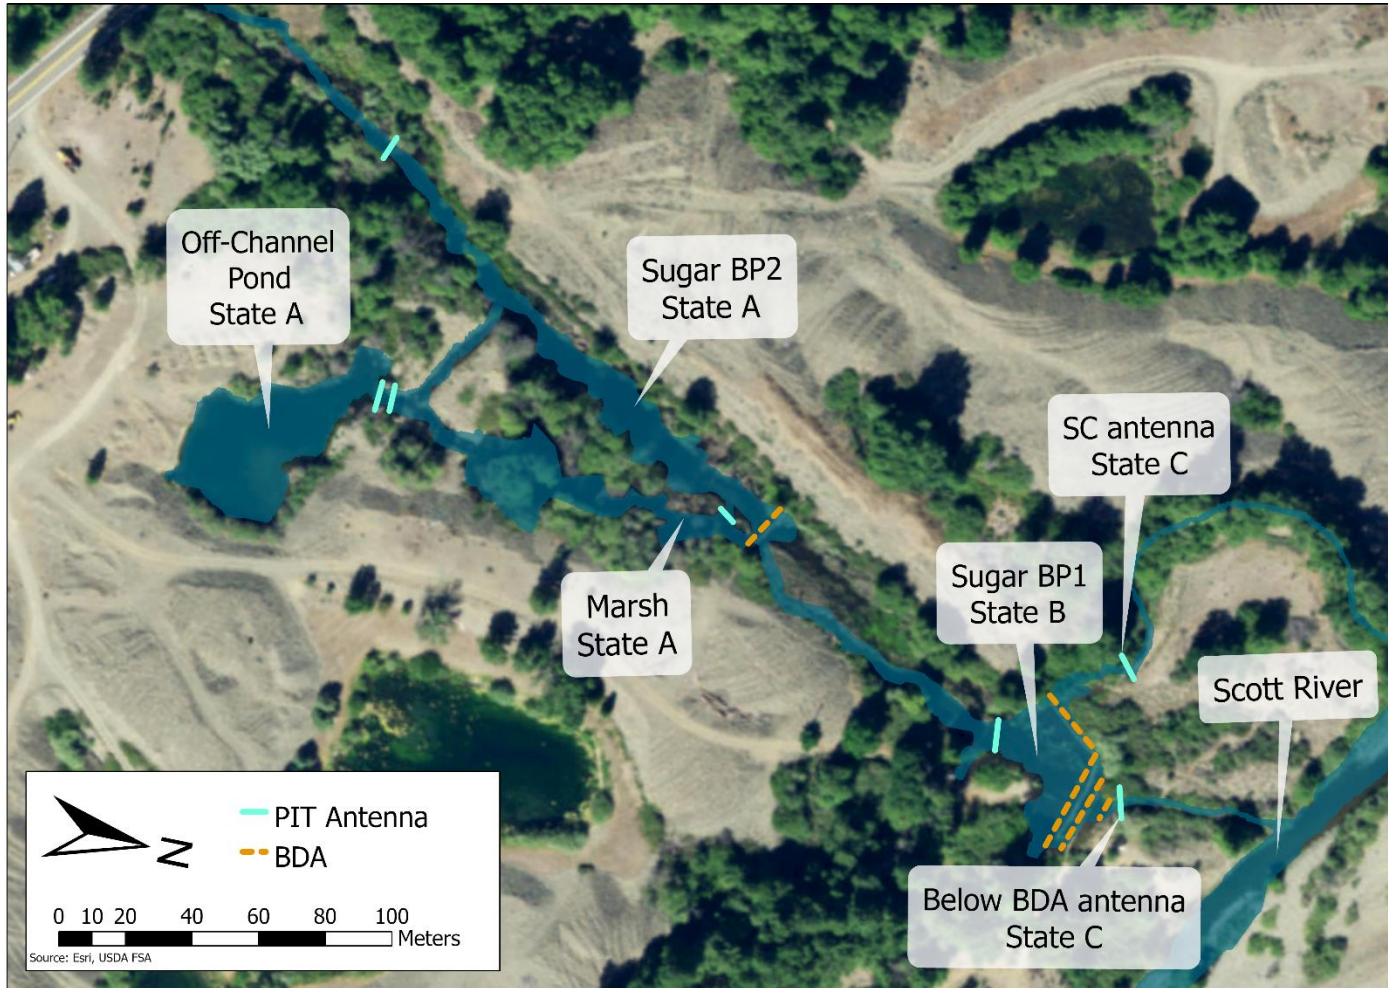 Off-Channel
Pond
State A
Sugar BP2
State A
SC antenna
State C
Sugar BP1
State B
Marsh
State A
Scott River
Below BDA antenna
State C
N
PIT Antenna
BDA
0 10 20 40 60 80 100
Meters
Source: Esri, USDA FSA